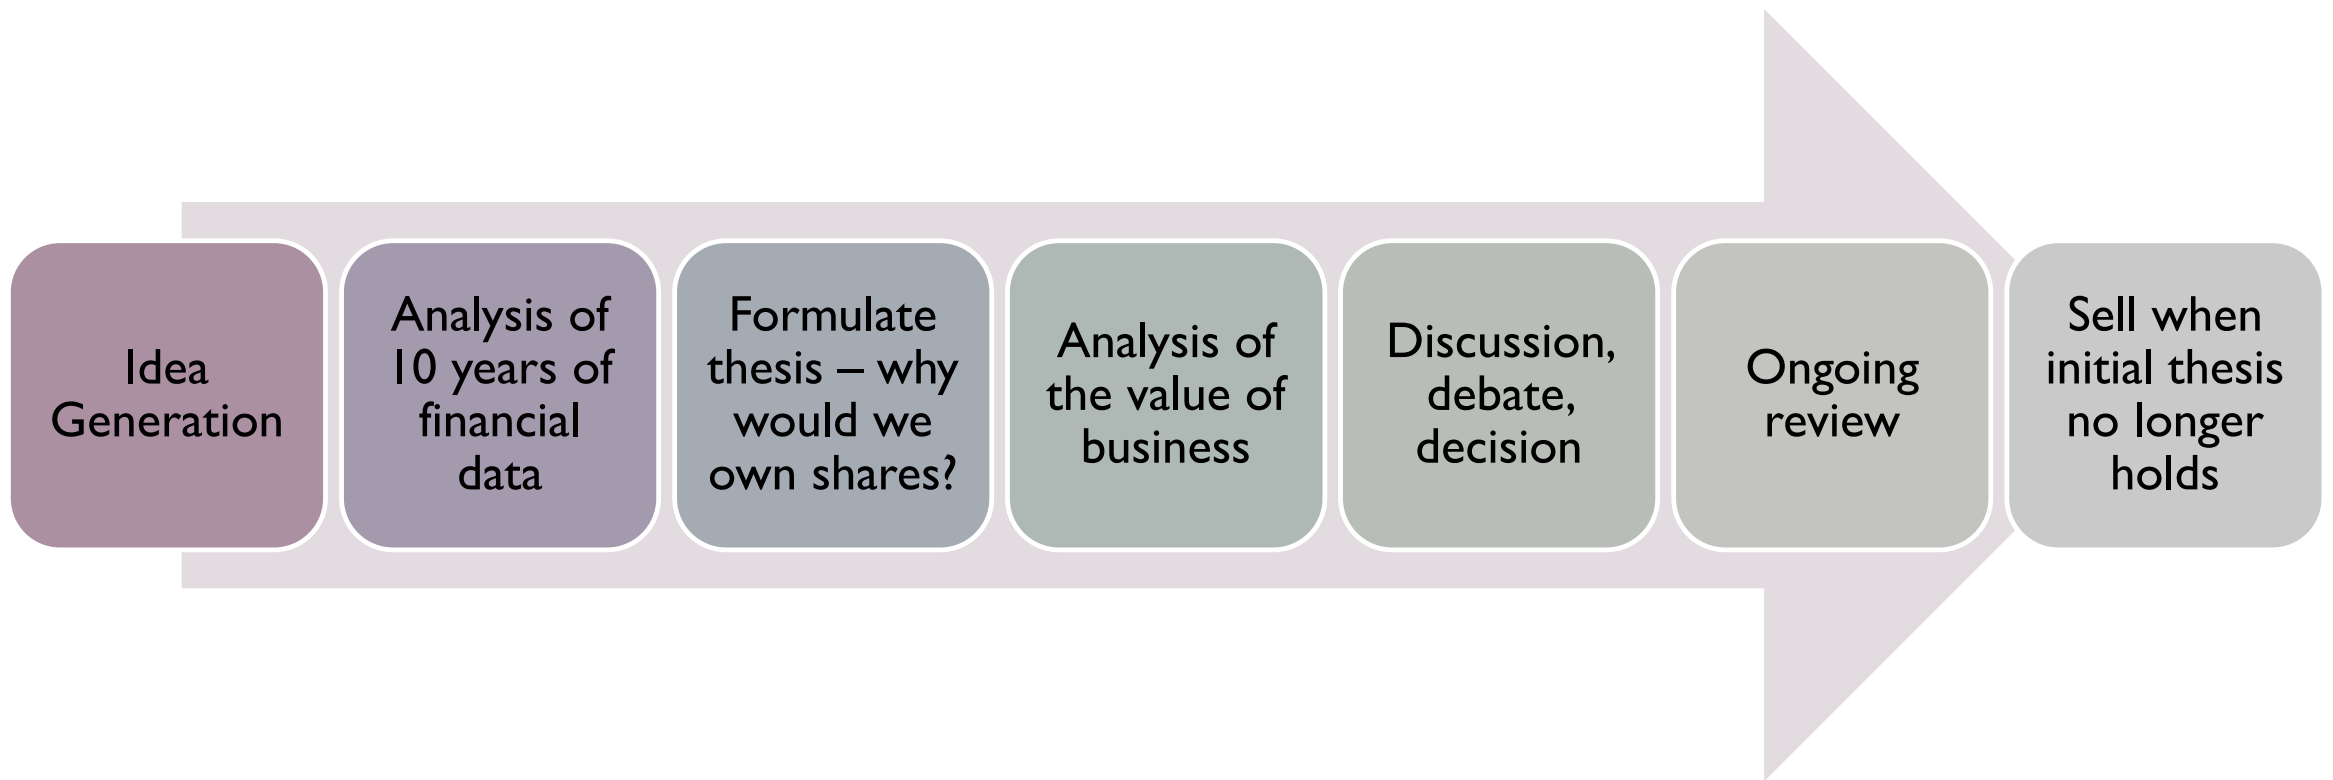 Idea
Generation
Analysis of
10 years of
financial
data
Formulate
thesis – why
would we
own shares?
Analysis of
the value of
business
Discussion,
debate,
decision
Ongoing
review
Sell when
initial thesis
no longer
holds